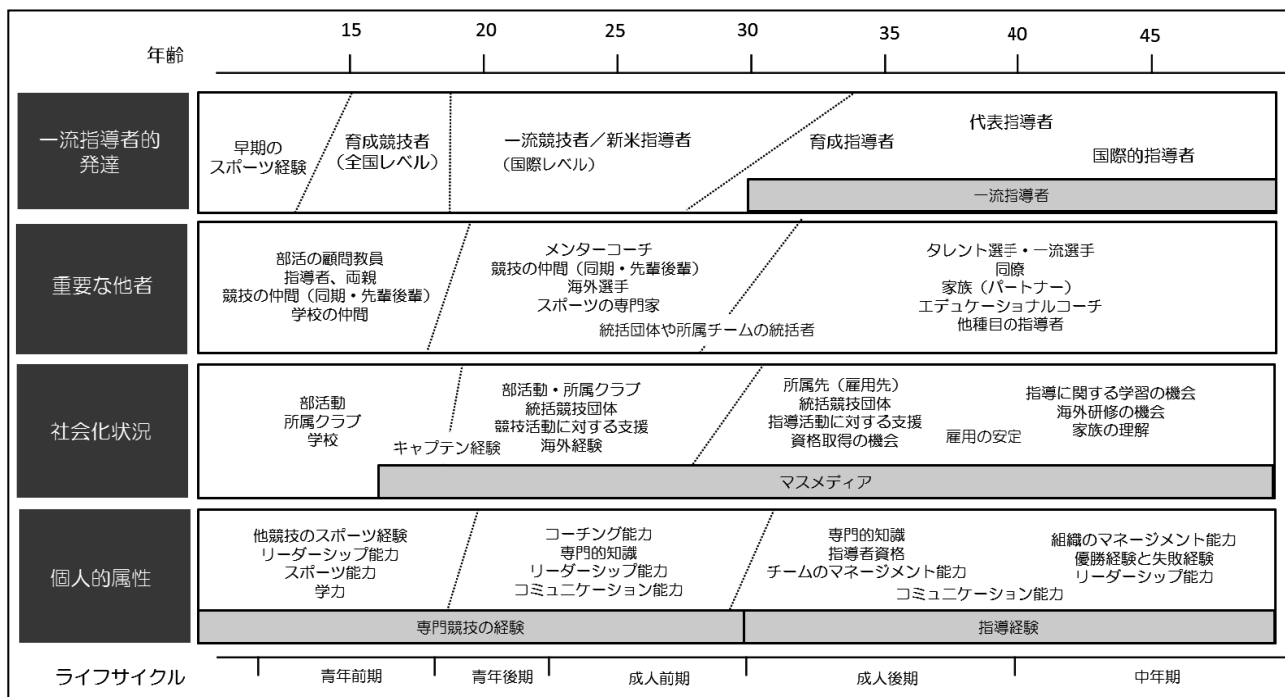 年齢
15 20 25 30 35 40 45
一流指導者的
発達
早期の
スポーツ経験
育成競技者
（全国レベル）
一流競技者／新米指導者
（国際レベル）
育成指導者
代表指導者
国際的指導者
一流指導者
重要な他者
部活の顧問教員
指導者、両親
競技の仲間（同期・先輩後輩）
学校の仲間
メンターコーチ
競技の仲間（同期・先輩後輩）
海外選手
スポーツの専門家
統括団体や所属チームの統括者
タレント選手・一流選手
同僚
家族（パートナー）
エデュケーショナルコーチ
他種目の指導者
社会化状況
部活動
所属クラブ
学校
キャプテン経験
部活動・所属クラブ
統括競技団体
競技活動に対する支援
海外経験
所属先（雇用先）
統括競技団体
指導活動に対する支援
資格取得の機会
雇用の安定
指導に関する学習の機会
海外研修の機会
家族の理解
マスメディア
個人的属性
他競技のスポーツ経験
リーダーシップ能力
スポーツ能力
学力
コーチング能力
専門的知識
リーダーシップ能力
コミュニケーション能力
専門的知識
指導者資格
チームのマネージメント能力
コミュニケーション能力
組織のマネージメント能力
優勝経験と失敗経験
リーダーシップ能力
専門競技の経験
指導経験
ライフサイクル
青年前期 青年後期 成人前期 成人後期 中年期